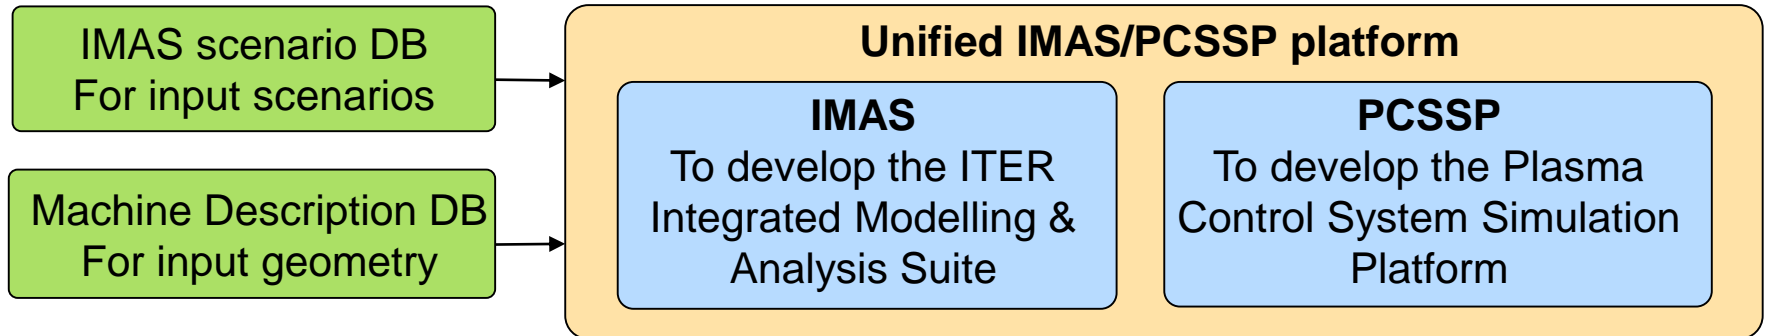 IMAS scenario DB
For input scenarios
Machine Description DB
For input geometry
Unified IMAS/PCSSP platform
IMAS
To develop the ITER
Integrated Modelling &
Analysis Suite
PCSSP
To develop the Plasma
Control System Simulation
Platform